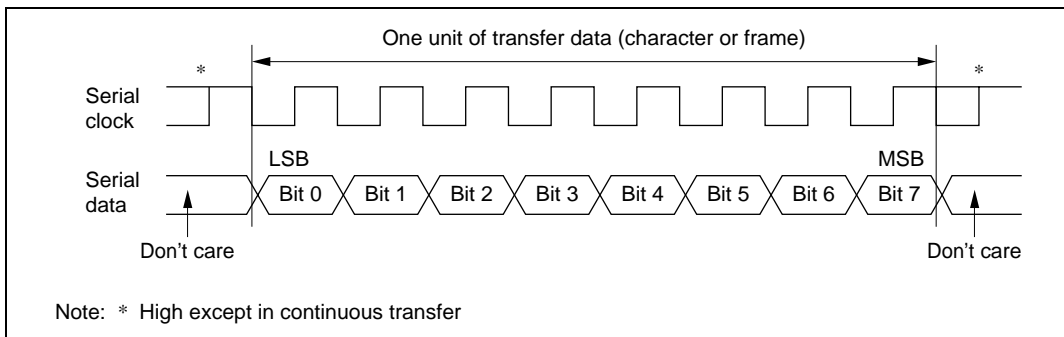 One unit of transfer data (character or frame)
* *
Serial clock
LSB MSB
Serial data
Bit 0 Bit 1 Bit 2 Bit 3 Bit 4 Bit 5 Bit 6 Bit 7
Don't care Don't care
Note: * High except in continuous transfer